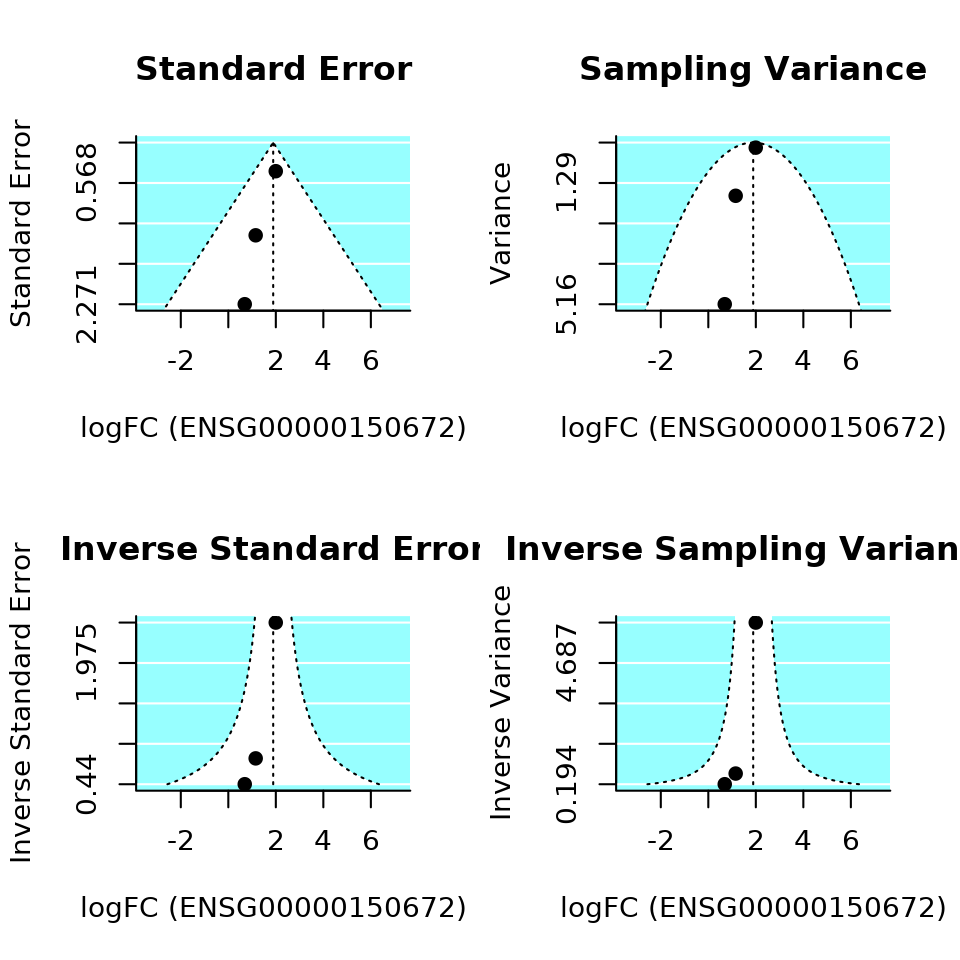 Standard Error
Standard Error
0.568
2.271
-2 2 4 6
logFC (ENSG00000150672)
Sampling Variance
Variance
1.29
5.16
-2 2 4 6
logFC (ENSG00000150672)
Inverse Standard Error
Inverse Standard Error
1.975
0.44
-2 2 4 6
logFC (ENSG00000150672)
Inverse Sampling Varian
Inverse Variance
4.687
0.194
-2 2 4 6
logFC (ENSG00000150672)